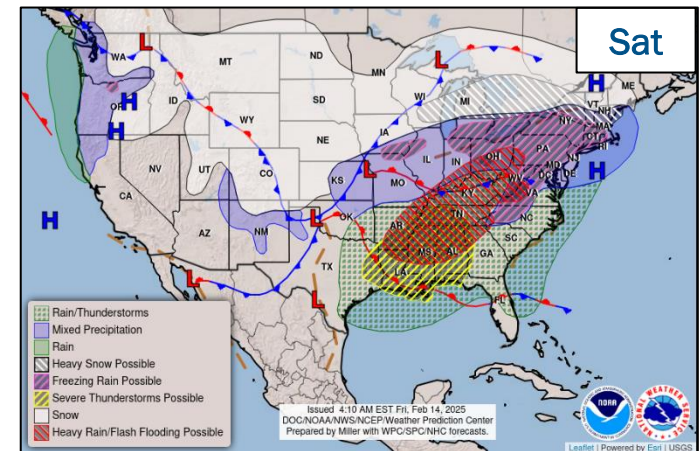 Sat
WA
MT
ND
MN
ME
OR
ID
SD
WI
MI
VT
NH
WY
NY
MA
CT
RI
IA
NE
PA
NJ
NV
UT
CO
IL
IN
OH
MD
DE
DC
WV
VA
KS
MO
KY
CA
AZ
NM
OK
TN
NC
AR
SC
MS
AL
GA
TX
LA
FL
L
L
L
L
L
L
H
H
H
H
H
Rain/Thunderstorms
Mixed Precipitation
Rain
Heavy Snow Possible
Freezing Rain Possible
Severe Thunderstorms Possible
Snow
Heavy Rain/Flash Flooding Possible
Issued 4:10 AM EST Fri, Feb 14, 2025
DOC/NOAA/NWS/NCEP/Weather Prediction Center
Prepared by Miller with WPC/SPC/NHC forecasts.
NOAA
NATIONAL WEATHER SERVICE
Leaflet | Powered by Esri | USGS